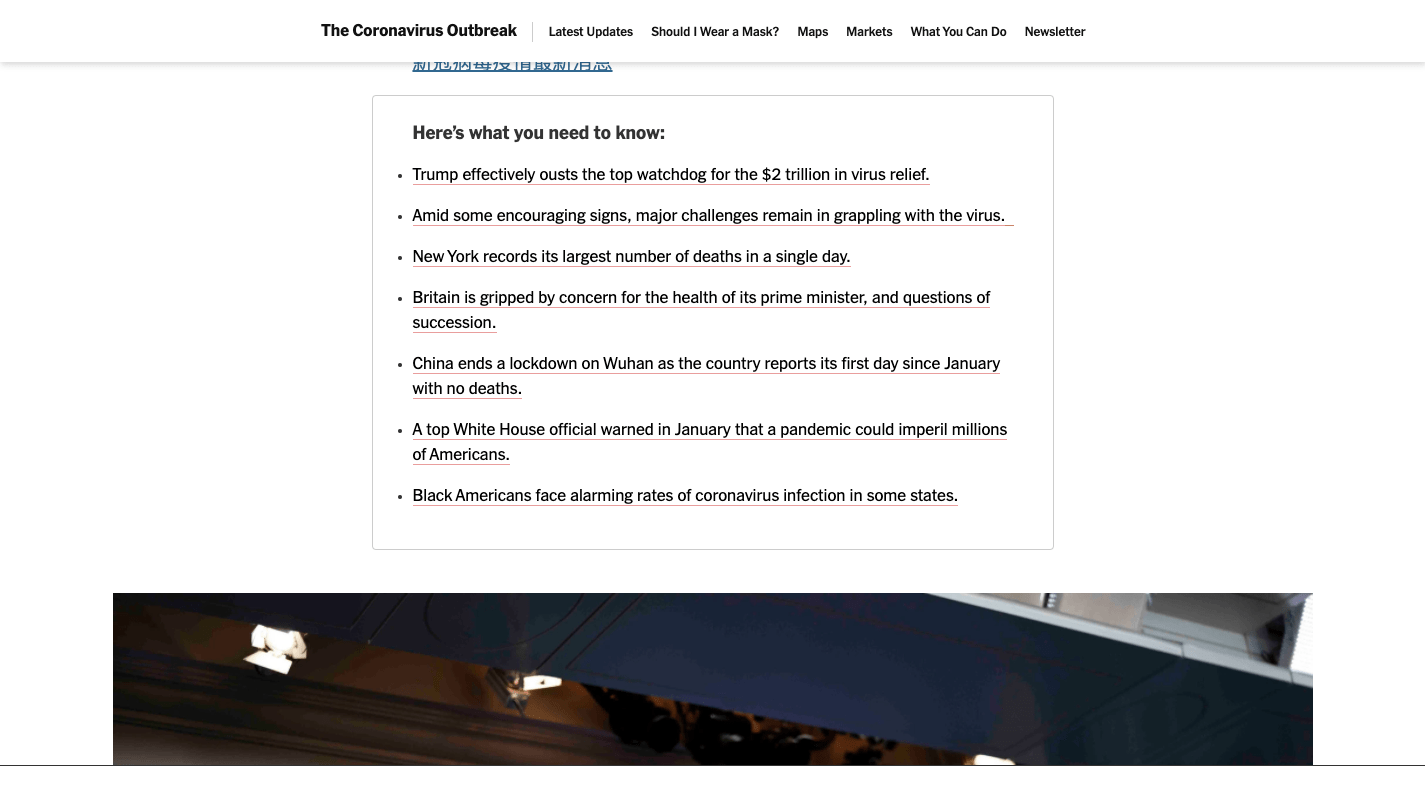 The Coronavirus Outbreak
Latest Updates
Should I Wear a Mask?
Maps
Markets
What You Can Do
Newsletter
新冠病毒疫情最新消息
Here’s what you need to know:
Trump effectively ousts the top watchdog for the $2 trillion in virus relief.
Amid some encouraging signs, major challenges remain in grappling with the virus.
New York records its largest number of deaths in a single day.
Britain is gripped by concern for the health of its prime minister, and questions of
succession.
China ends a lockdown on Wuhan as the country reports its first day since January
with no deaths.
A top White House official warned in January that a pandemic could imperil millions
of Americans.
Black Americans face alarming rates of coronavirus infection in some states.